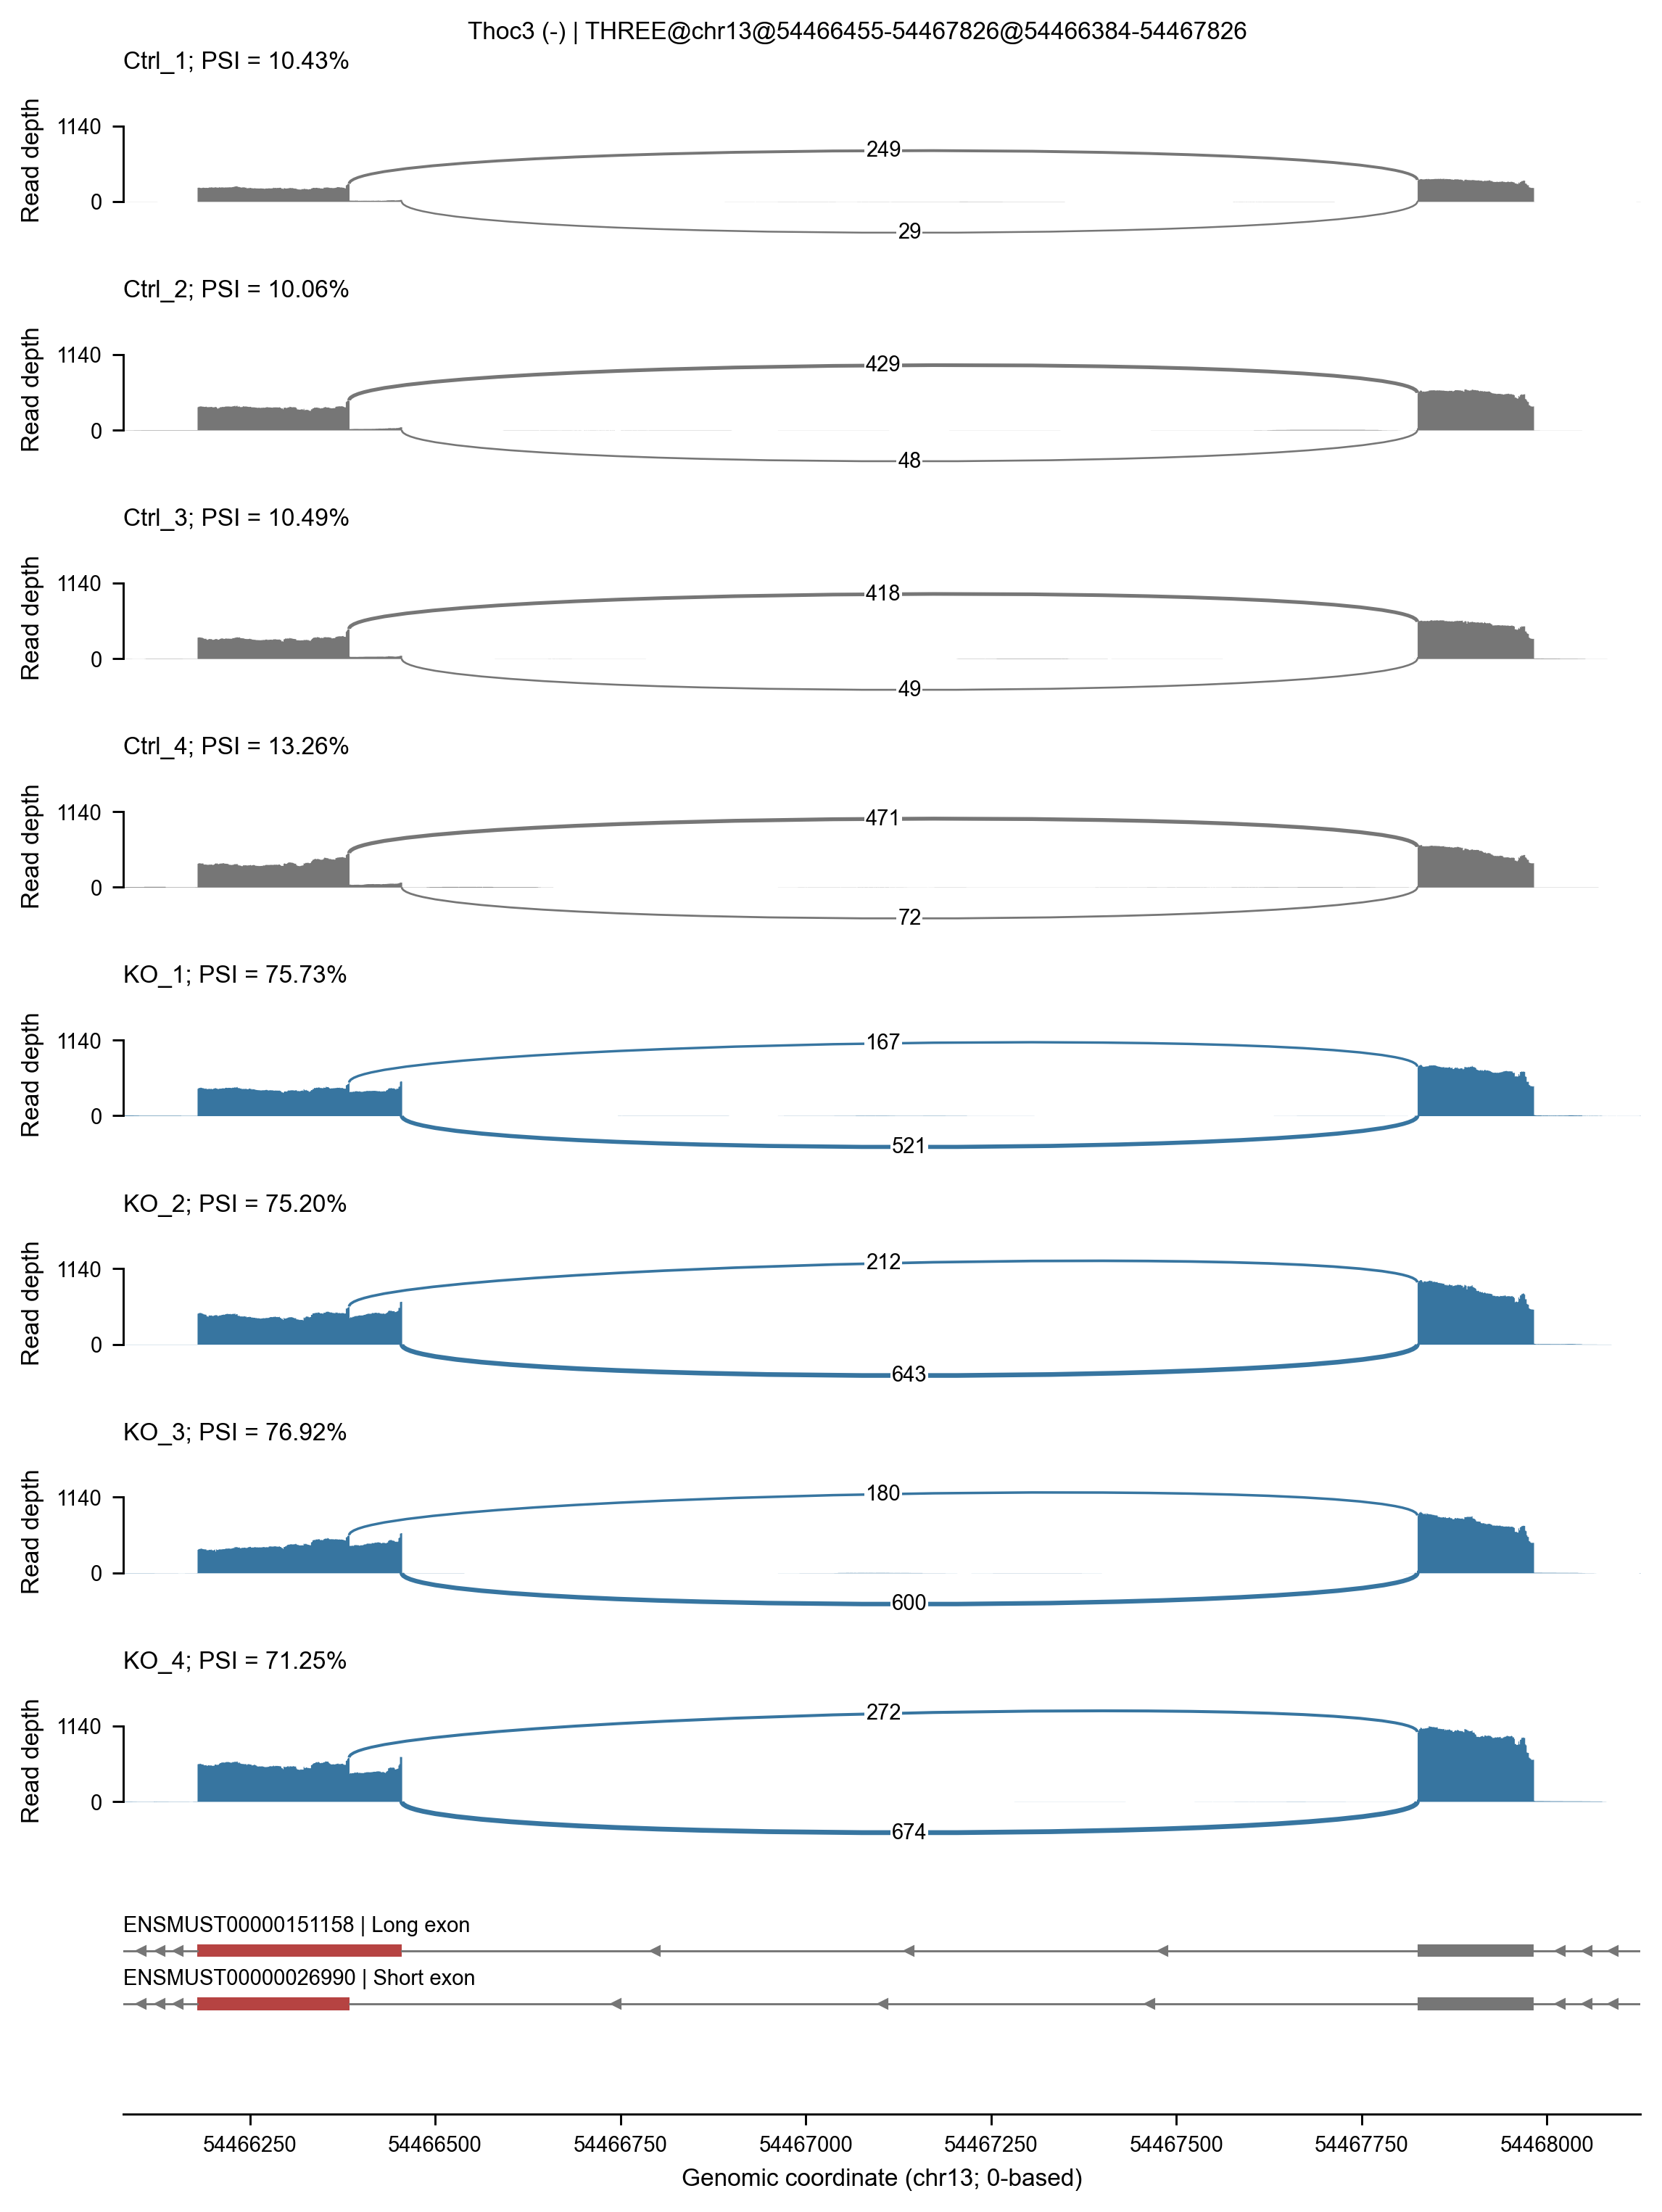 Thoc3 (-) | THREE@chr13@54466455-54467826@54466384-54467826
Ctrl_1; PSI = 10.43%
Read depth
1140
0
249
29
Ctrl_2; PSI = 10.06%
Read depth
1140
0
429
48
Ctrl_3; PSI = 10.49%
Read depth
1140
0
418
49
Ctrl_4; PSI = 13.26%
Read depth
1140
0
471
72
KO_1; PSI = 75.73%
Read depth
1140
0
167
521
KO_2; PSI = 75.20%
Read depth
1140
0
212
643
KO_3; PSI = 76.92%
Read depth
1140
0
180
600
KO_4; PSI = 71.25%
Read depth
1140
0
272
674
ENSMUST00000151158 | Long exon
ENSMUST00000026990 | Short exon
54466250 54466500 54466750 54467000 54467250 54467500 54467750 54468000
Genomic coordinate (chr13; 0-based)